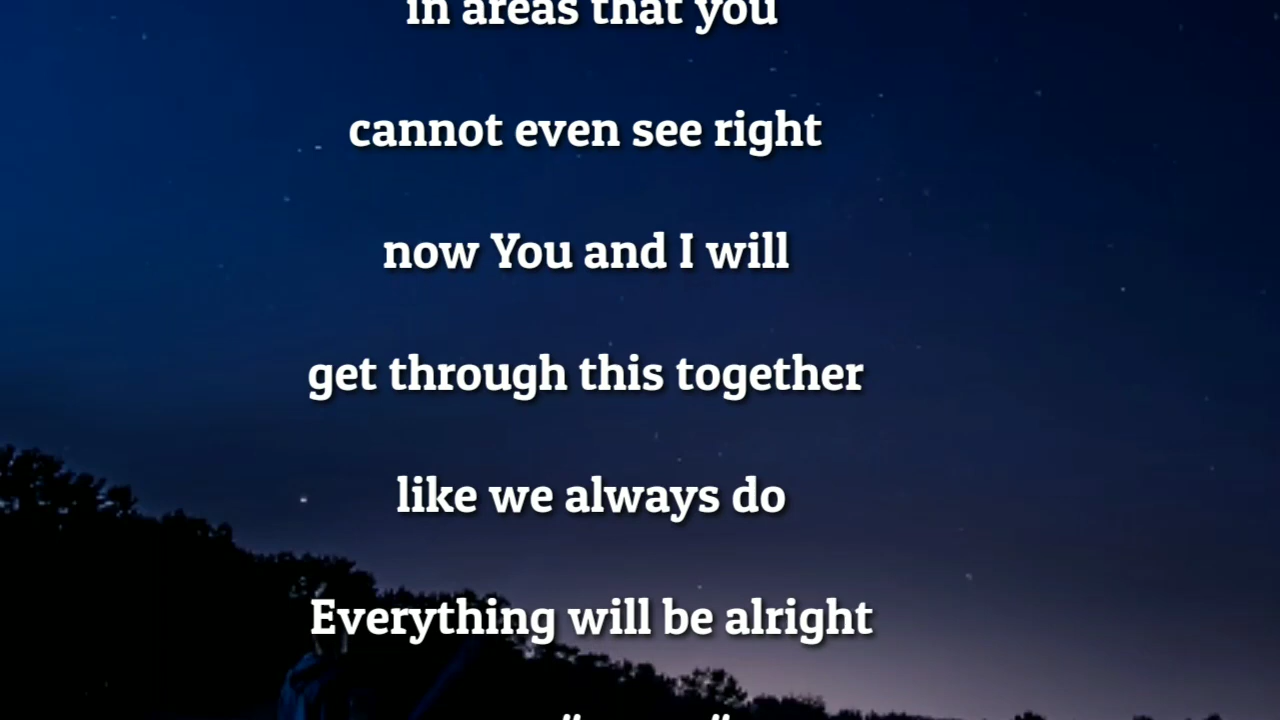 in areas that you
cannot even see right
now You and I will
get through this together
like we always do
Everything will be alright